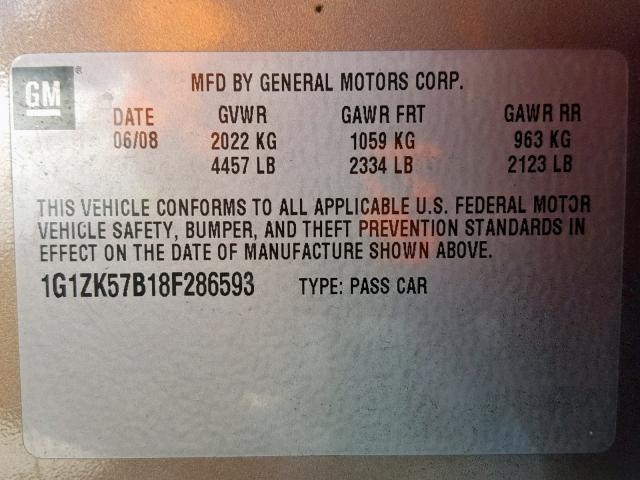 GM
MFD BY GENERAL MOTORS CORP.
DATE GVWR GAWR FRT GAWR RR
06/08 2022 KG 1059 KG 963 KG
4457 LB 2334 LB 2123 LB
THIS VEHICLE CONFORMS TO ALL APPLICABLE U.S. FEDERAL MOTOR
VEHICLE SAFETY, BUMPER, AND THEFT PREVENTION STANDARDS IN
EFFECT ON THE DATE OF MANUFACTURE SHOWN ABOVE.
1G1ZK57B18F286593 TYPE: PASS CAR